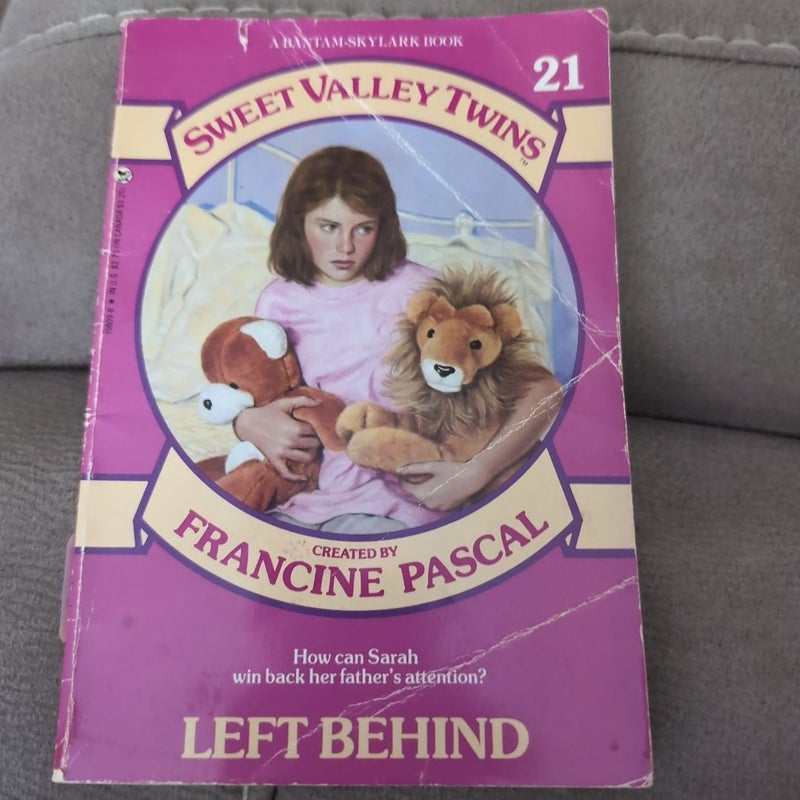 A BANTAM-SKYLARK BOOK
21
SWEET VALLEY TWINS
TM
CREATED BY
FRANCINE PASCAL
How can Sarah
win back her father's attention?
LEFT BEHIND